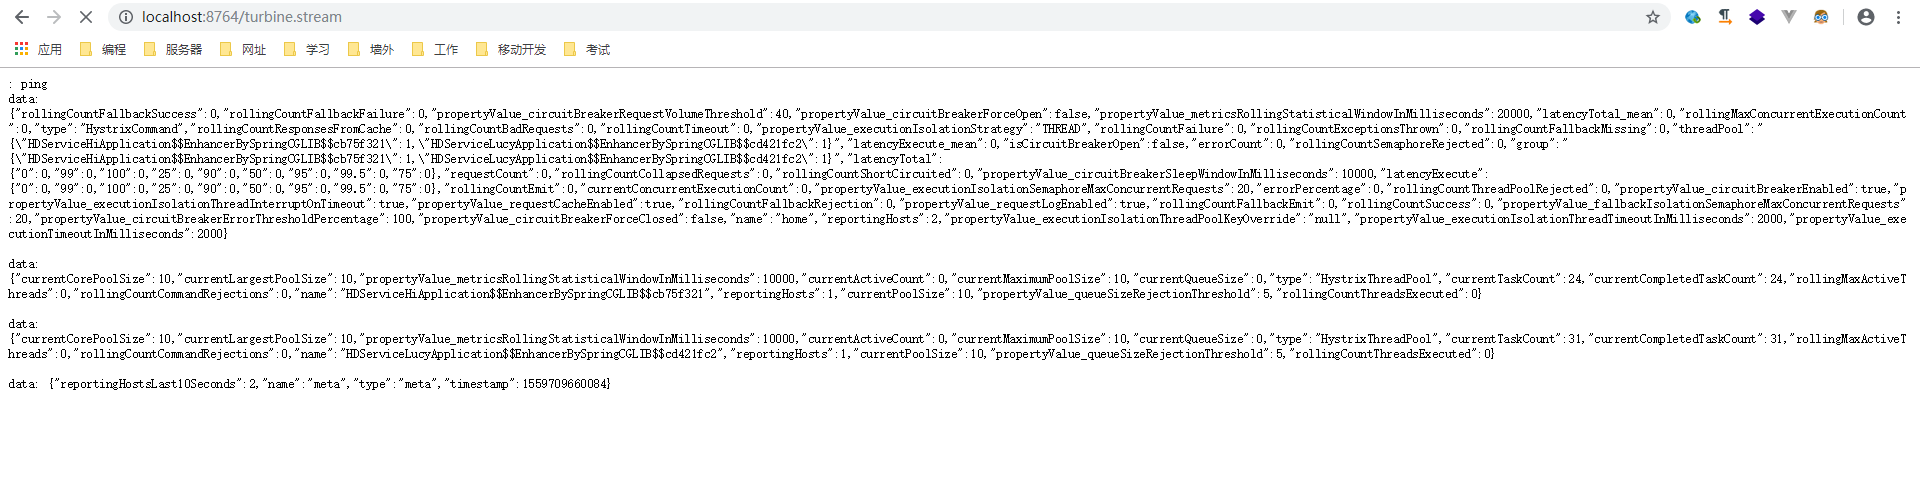 localhost:8764/turbine.stream
应用 编程 服务器 网址 学习 墙外 工作 移动开发 考试
: ping
data:
{"rollingCountFallbackSuccess":0,"rollingCountFallbackFailure":0,"propertyValue_circuitBreakerRequestVolumeThreshold":40,"propertyValue_circuitBreakerForceOpen":false,"propertyValue_metricsRollingStatisticalWindowInMilliseconds":20000,"latencyTotal_mean":0,"rollingMaxConcurrentExecutionCount"
:0,"type":"HystrixCommand","rollingCountResponsesFromCache":0,"rollingCountBadRequests":0,"rollingCountTimeout":0,"propertyValue_executionIsolationStrategy":"THREAD","rollingCountFailure":0,"rollingCountExceptionsThrown":0,"rollingCountFallbackMissing":0,"threadPool":"
{\"HDServiceHiApplication$$EnhancerBySpringCGLIB$$cb75f321\":1,\"HDServiceLucyApplication$$EnhancerBySpringCGLIB$$cd421fc2\":1}","latencyExecute_mean":0,"isCircuitBreakerOpen":false,"errorCount":0,"rollingCountSemaphoreRejected":0,"group":"
{\"HDServiceHiApplication$$EnhancerBySpringCGLIB$$cb75f321\":1,\"HDServiceLucyApplication$$EnhancerBySpringCGLIB$$cd421fc2\":1}","latencyTotal":
{"0":0,"99":0,"100":0,"25":0,"90":0,"50":0,"95":0,"99.5":0,"75":0},"requestCount":0,"rollingCountCollapsedRequests":0,"rollingCountShortCircuited":0,"propertyValue_circuitBreakerSleepWindowInMilliseconds":10000,"latencyExecute":
{"0":0,"99":0,"100":0,"25":0,"90":0,"50":0,"95":0,"99.5":0,"75":0},"rollingCountEmit":0,"currentConcurrentExecutionCount":0,"propertyValue_executionIsolationSemaphoreMaxConcurrentRequests":20,"errorPercentage":0,"rollingCountThreadPoolRejected":0,"propertyValue_circuitBreakerEnabled":true,"p
ropertyValue_executionIsolationThreadInterruptOnTimeout":true,"propertyValue_requestCacheEnabled":true,"rollingCountFallbackRejection":0,"propertyValue_requestLogEnabled":true,"rollingCountFallbackEmit":0,"rollingCountSuccess":0,"propertyValue_fallbackIsolationSemaphoreMaxConcurrentRequests"
:20,"propertyValue_circuitBreakerErrorThresholdPercentage":100,"propertyValue_circuitBreakerForceClosed":false,"name":"home","reportingHosts":2,"propertyValue_executionIsolationThreadPoolKeyOverride":"null","propertyValue_executionIsolationThreadTimeoutInMilliseconds":2000,"propertyValue_exe
cutionTimeoutInMilliseconds":2000}
data:
{"currentCorePoolSize":10,"currentLargestPoolSize":10,"propertyValue_metricsRollingStatisticalWindowInMilliseconds":10000,"currentActiveCount":0,"currentMaximumPoolSize":10,"currentQueueSize":0,"type":"HystrixThreadPool","currentTaskCount":24,"currentCompletedTaskCount":24,"rollingMaxActiveT
hreads":0,"rollingCountCommandRejections":0,"name":"HDServiceHiApplication$$EnhancerBySpringCGLIB$$cb75f321","reportingHosts":1,"currentPoolSize":10,"propertyValue_queueSizeRejectionThreshold":5,"rollingCountThreadsExecuted":0}
data:
{"currentCorePoolSize":10,"currentLargestPoolSize":10,"propertyValue_metricsRollingStatisticalWindowInMilliseconds":10000,"currentActiveCount":0,"currentMaximumPoolSize":10,"currentQueueSize":0,"type":"HystrixThreadPool","currentTaskCount":31,"currentCompletedTaskCount":31,"rollingMaxActiveT
hreads":0,"rollingCountCommandRejections":0,"name":"HDServiceLucyApplication$$EnhancerBySpringCGLIB$$cd421fc2","reportingHosts":1,"currentPoolSize":10,"propertyValue_queueSizeRejectionThreshold":5,"rollingCountThreadsExecuted":0}
data: {"reportingHostsLast10Seconds":2,"name":"meta","type":"meta","timestamp":1559709660084}